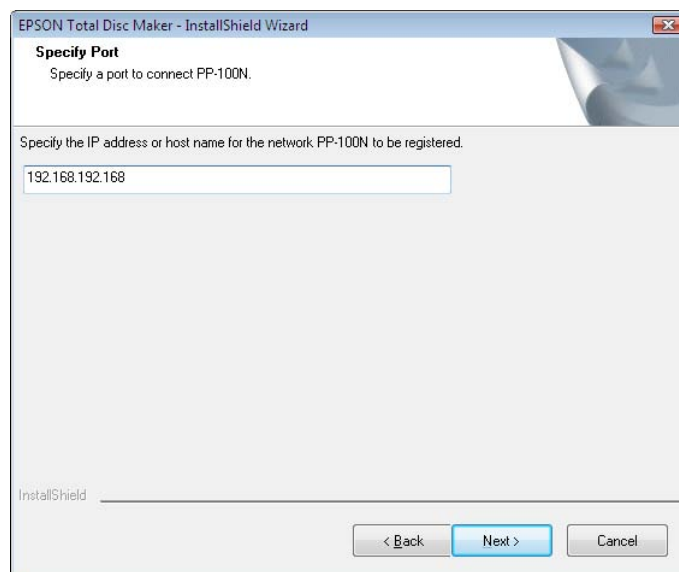 EPSON Total Disc Maker - InstallShield Wizard
Specify Port
Specify a port to connect PP-100N.
Specify the IP address or host name for the network PP-100N to be registered.
192.168.192.168
InstallShield
< Back
Next >
Cancel